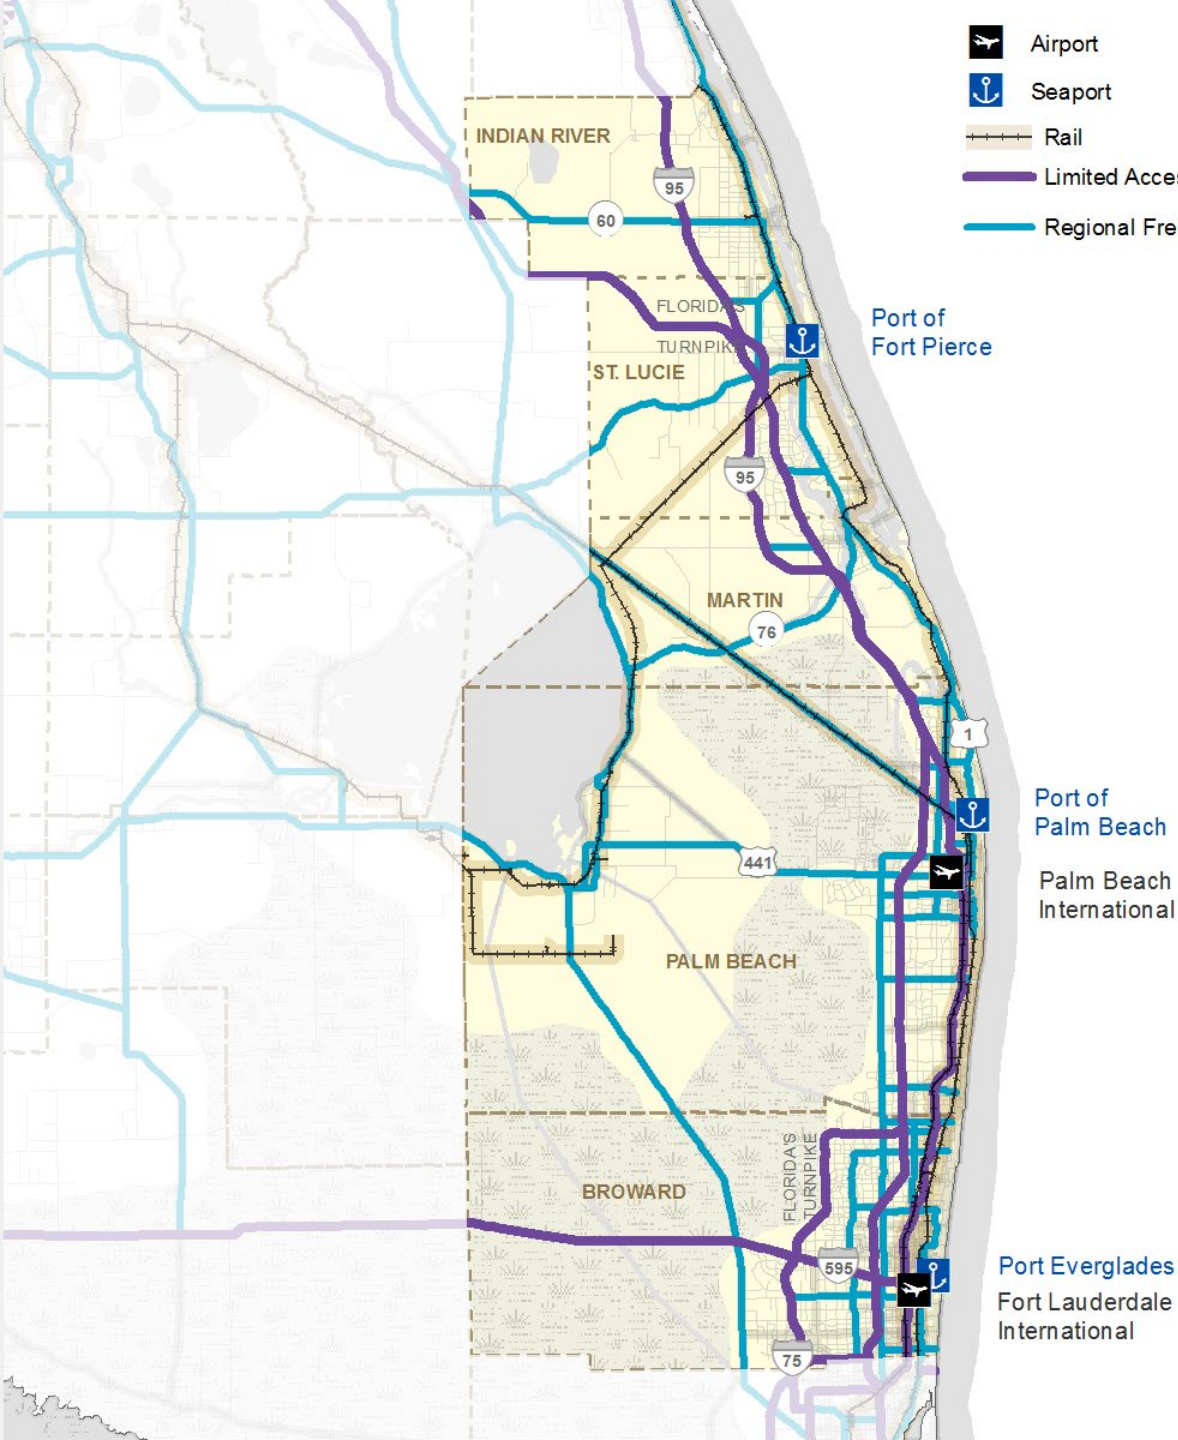 Airport
Seaport
Rail
Limited
Regional
INDIAN RIVER
95
60
FLORIDA'S
TURNPIKE
Port of
Fort Pierce
ST. LUCIE
95
MARTIN
76
1
Port of
Palm Beach
441
Palm Beach
International
PALM BEACH
FLORIDA'S
TURNPIKE
BROWARD
595
Port Everglades
Fort Lauderdale
International
75